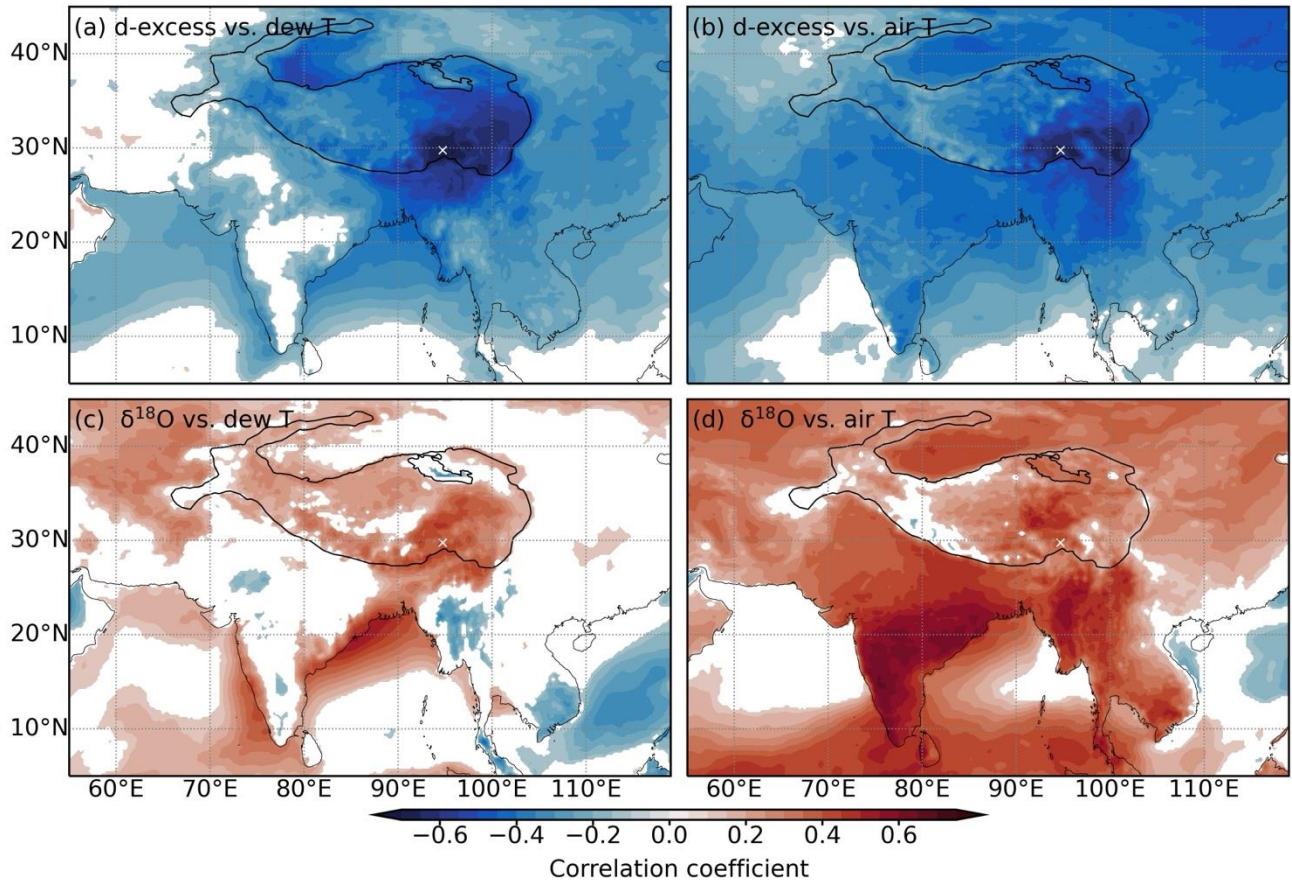 (a) d-excess vs. dew T
(b) d-excess vs. air T
40°N
30°N
20°N
10°N
(c) δ¹⁸O vs. dew T
(d) δ¹⁸O vs. air T
40°N
30°N
20°N
10°N
60°E 70°E 80°E 90°E 100°E 110°E
60°E 70°E 80°E 90°E 100°E 110°E
−0.6 −0.4 −0.2 0.0 0.2 0.4 0.6
Correlation coefficient